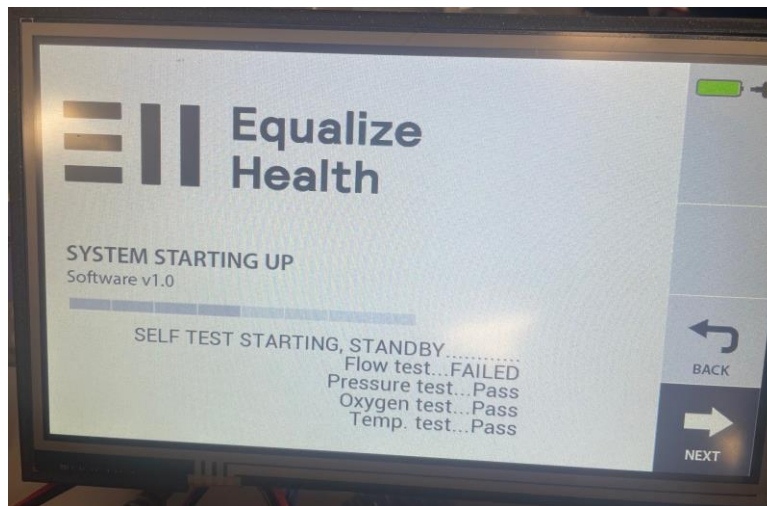 Equalize
Health
SYSTEM STARTING UP
Software v1.0
SELF TEST STARTING, STANDBY............
Flow test...FAILED
Pressure test...Pass
Oxygen test...Pass
Temp. test...Pass
BACK
NEXT